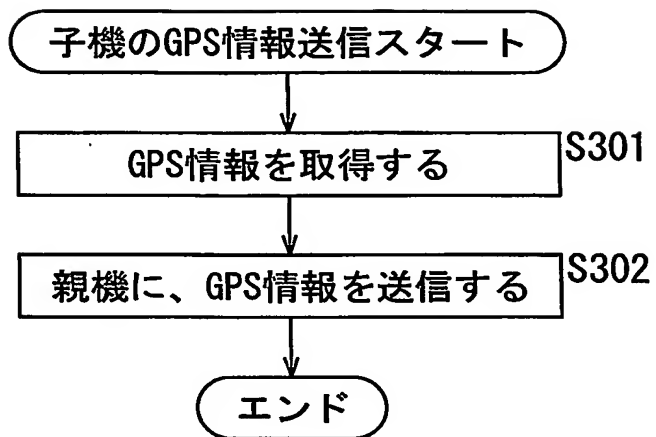 子機のGPS情報送信スタート
GPS情報を取得する
S301
親機に、GPS情報を送信する
S302
エンド